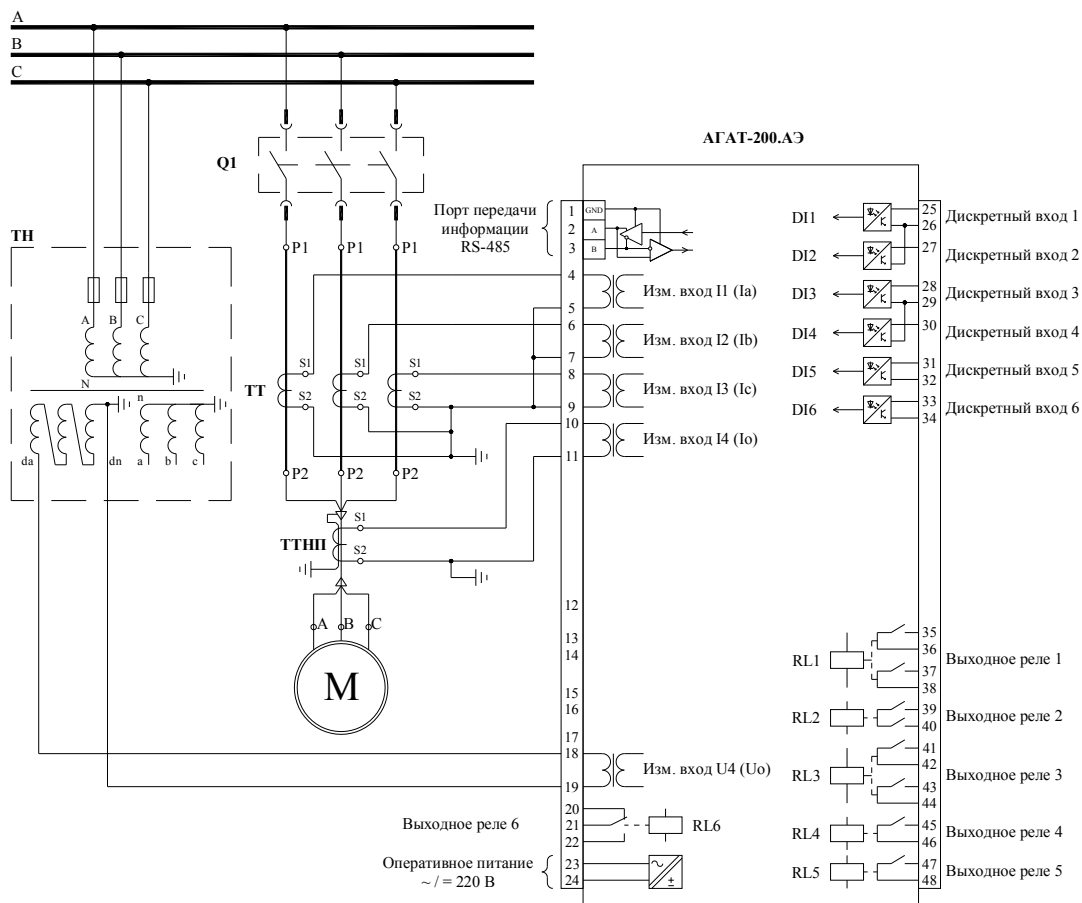 A
B
C
АГАТ-200.АЭ
Q1
ТН
Порт передачи
информации
RS-485
1
GND
2
A
3
B
4
5
6
7
8
9
10
11
12
13
14
15
16
17
18
19
20
21
22
23
24
Изм. вход I1 (Ia)
Изм. вход I2 (Ib)
Изм. вход I3 (Ic)
Изм. вход I4 (Io)
Изм. вход U4 (Uo)
P1
P1
P1
A
B
C
N
n
da
dn
a
b
c
ТТ
S1
S1
S1
S2
S2
S2
P2
P2
P2
ТТНП
S1
S2
A
B
C
M
Выходное реле 6
RL6
Оперативное питание
~ / = 220 В
DI1
25
26
Дискретный вход 1
DI2
27
Дискретный вход 2
DI3
28
29
Дискретный вход 3
DI4
30
Дискретный вход 4
DI5
31
32
Дискретный вход 5
DI6
33
34
Дискретный вход 6
RL1
35
36
37
38
Выходное реле 1
RL2
39
40
Выходное реле 2
RL3
41
42
43
44
Выходное реле 3
RL4
45
46
Выходное реле 4
RL5
47
48
Выходное реле 5